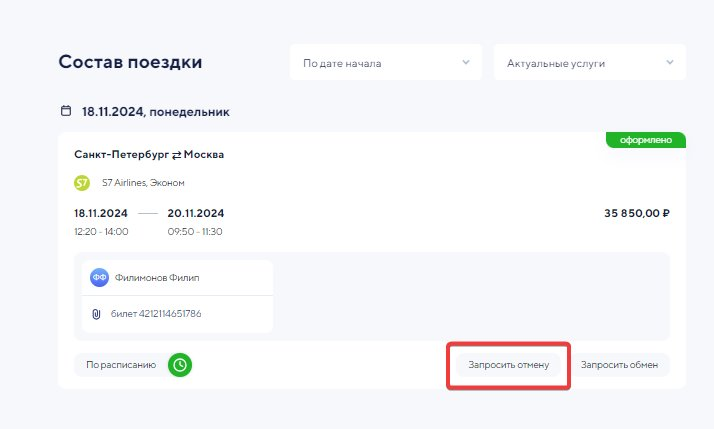 Состав поездки
По дате начала
Актуальные услуги
18.11.2024, понедельник
оформлено
Санкт-Петербург ⇄ Москва
S7
S7 Airlines, Эконом
18.11.2024 — 20.11.2024
35 850,00 ₽
12:20 - 14:00
09:50 - 11:30
ФФ
Филимонов Филип
билет 4212114651786
По расписанию
Запросить отмену
Запросить обмен